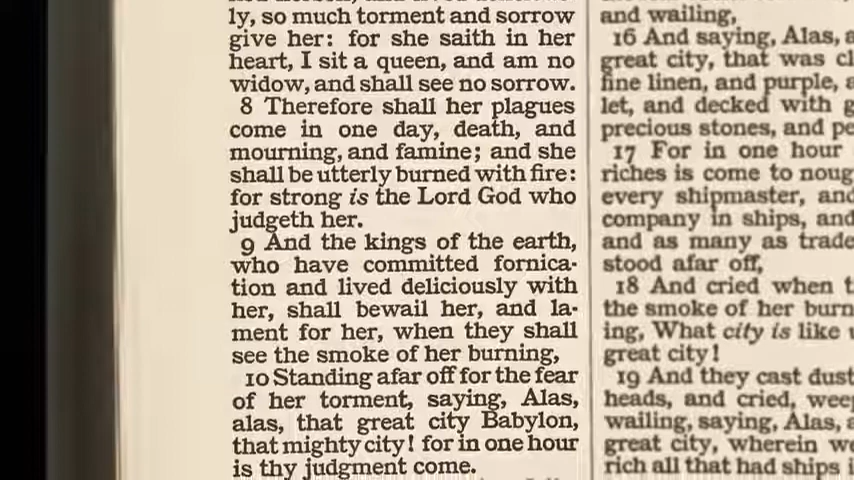 ly, so much torment and sorrow
give her: for she saith in her
heart, I sit a queen, and am no
widow, and shall see no sorrow.
8 Therefore shall her plagues
come in one day, death, and
mourning, and famine; and she
shall be utterly burned with fire:
for strong is the Lord God who
judgeth her.
9 And the kings of the earth,
who have committed fornica-
tion and lived deliciously with
her, shall bewail her, and la-
ment for her, when they shall
see the smoke of her burning,
10 Standing afar off for the fear
of her torment, saying, Alas,
alas, that great city Babylon,
that mighty city! for in one hour
is thy judgment come.
and wailing,
16 And saying, Alas,
great city, that was
fine linen, and purple,
let, and decked with
precious stones, and
17 For in one hour
riches is come to
every shipmaster, and
company in ships, and
and as many as trade
stood afar off,
18 And cried when
the smoke of her burn
ing, What city is like
great city!
19 And they cast dust
heads, and cried,
wailing, saying, Alas,
great city, wherein
rich all that had ships